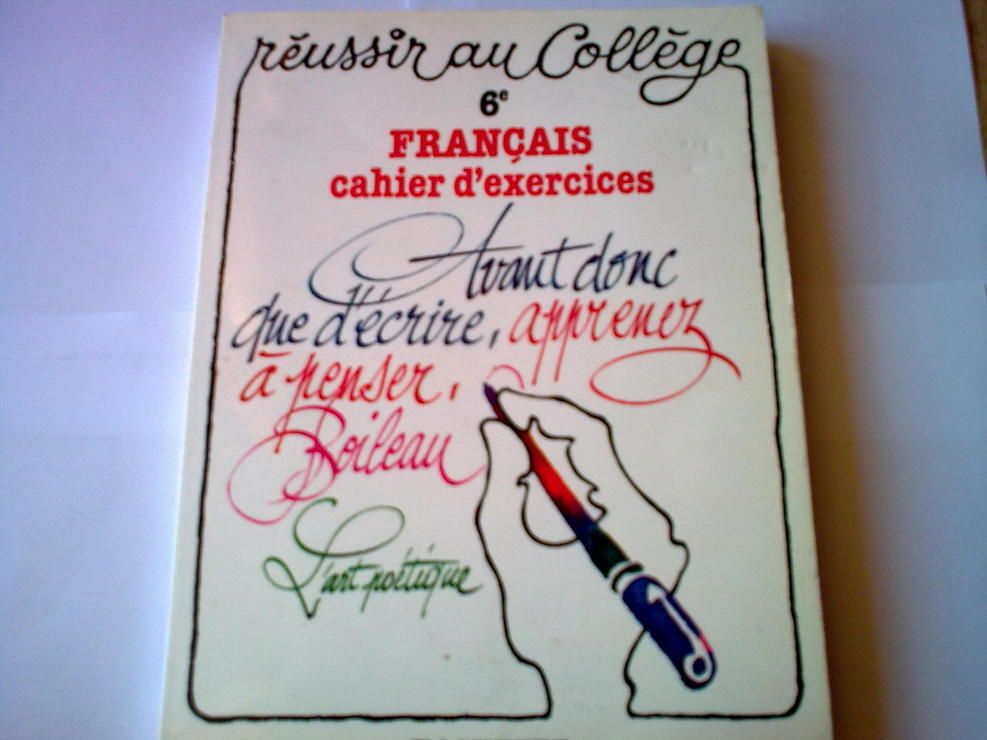 réussir au Collège
6e
FRANÇAIS
cahier d'exercices
Avant donc
que d'écrire, apprenez
à penser,
Boileau
L'art poétique